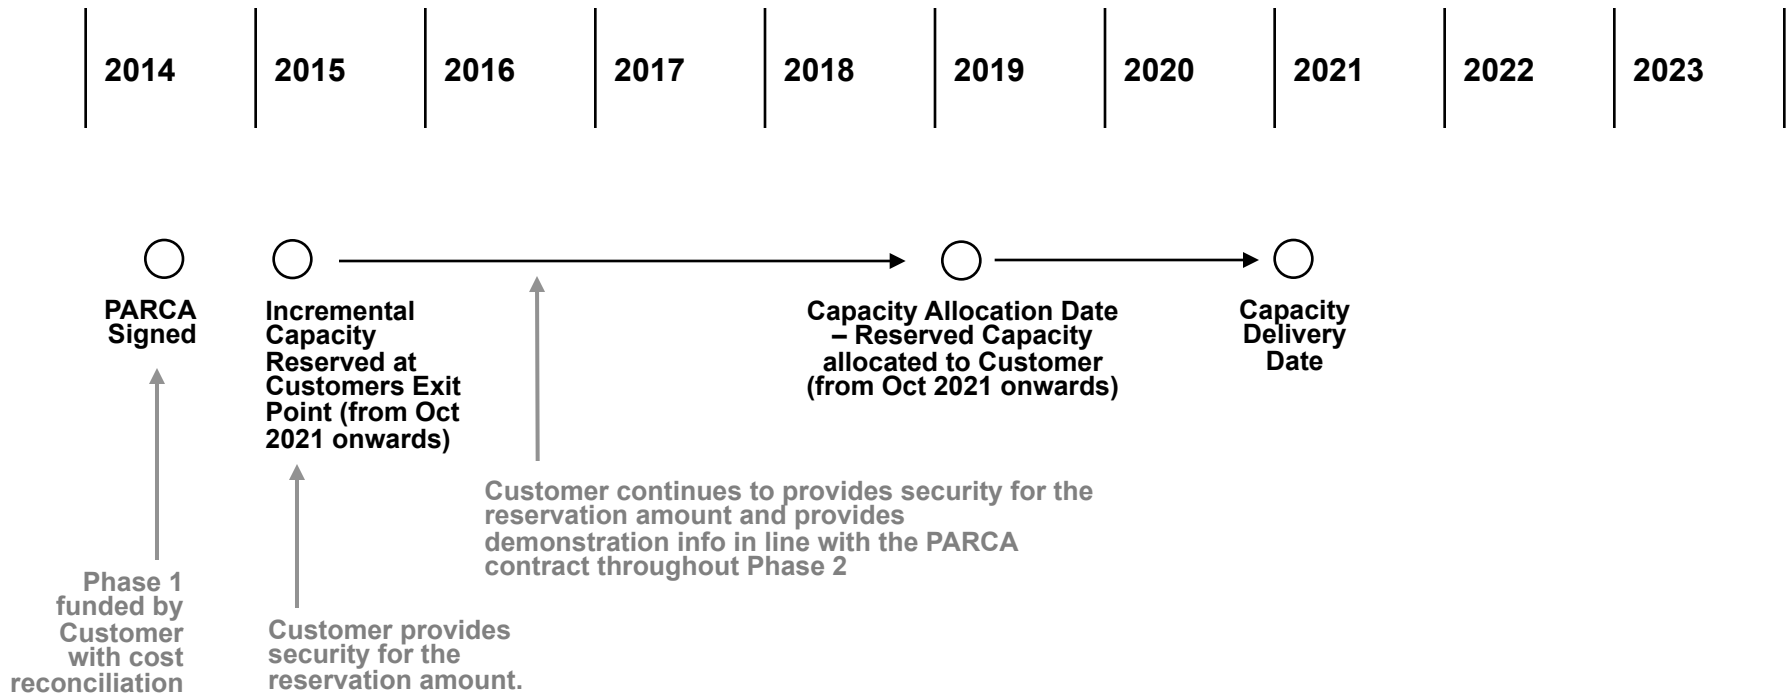 2014 2015 2016 2017 2018 2019 2020 2021 2022 2023
PARCA
Signed
Incremental
Capacity
Reserved at
Customers Exit
Point (from Oct
2021 onwards)
Capacity Allocation Date
– Reserved Capacity
allocated to Customer
(from Oct 2021 onwards)
Capacity
Delivery
Date
Customer continues to provides security for the
reservation amount and provides
demonstration info in line with the PARCA
contract throughout Phase 2
Phase 1
funded by
Customer
with cost
reconciliation
Customer provides
security for the
reservation amount.